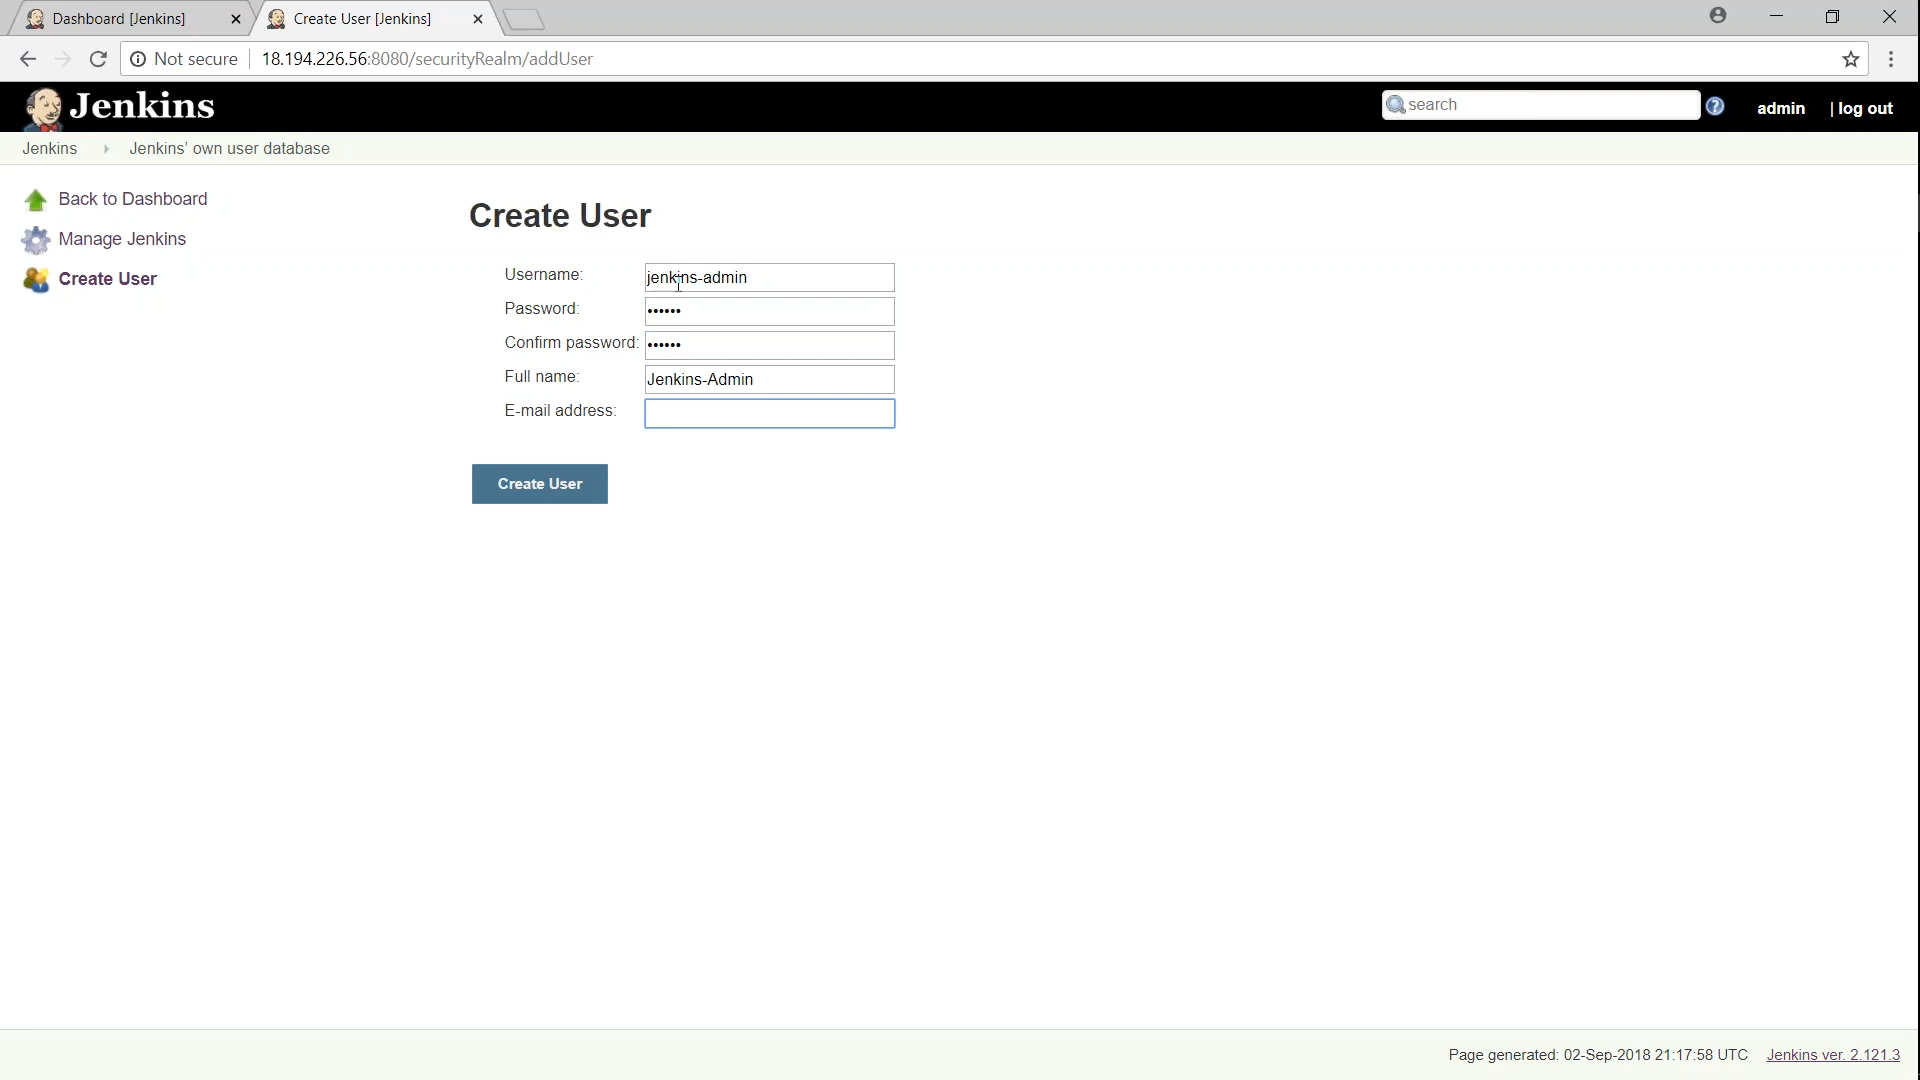 Dashboard [Jenkins]
Create User [Jenkins]
Not secure
18.194.226.56:8080/securityRealm/addUser
Jenkins
search
admin
| log out
Jenkins
Jenkins' own user database
Back to Dashboard
Manage Jenkins
Create User
Create User
Username:
jenkins-admin
Password:
••••••
Confirm password:
••••••
Full name:
Jenkins-Admin
E-mail address:
Create User
Page generated: 02-Sep-2018 21:17:58 UTC
Jenkins ver. 2.121.3